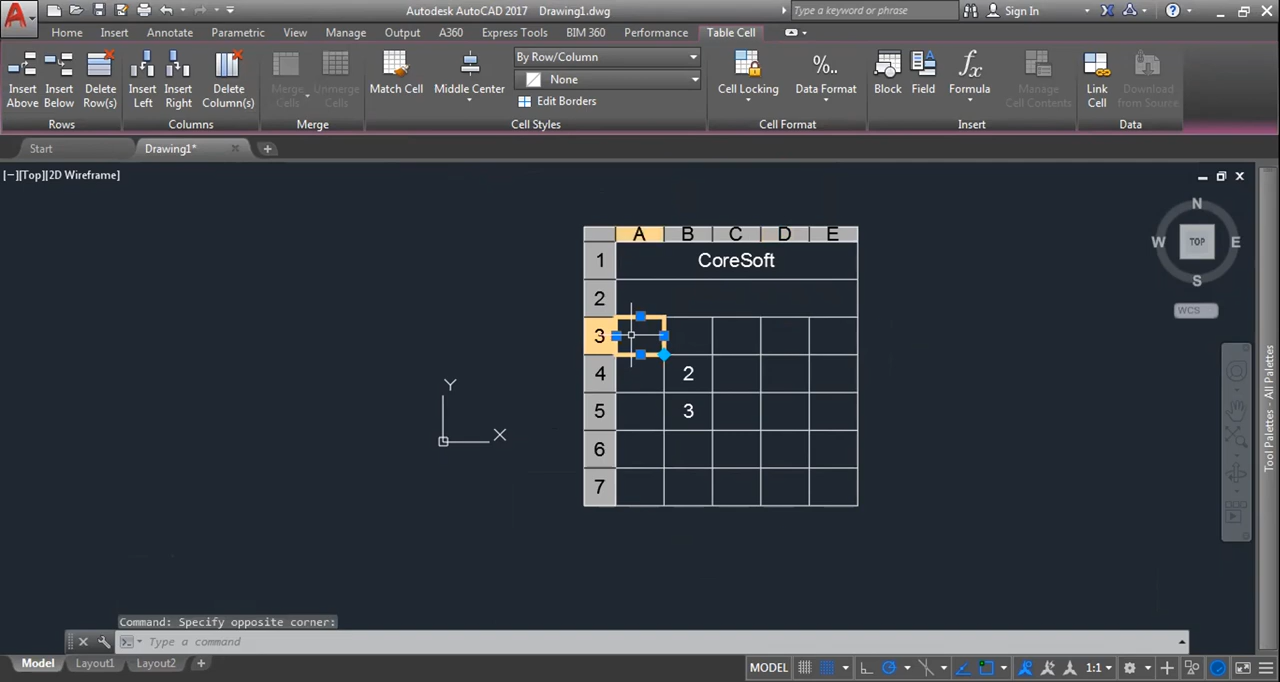 Autodesk AutoCAD 2017 Drawing1.dwg
Type a keyword or phrase
Sign In
Home Insert Annotate Parametric View Manage Output A360 Express Tools BIM 360 Performance Table Cell
Insert Above
Insert Below
Delete Row(s)
Rows
Insert Left
Insert Right
Delete Column(s)
Columns
Merge Cells
Unmerge Cells
Merge
Match Cell
Middle Center
By Row/Column
None
Edit Borders
Cell Styles
Cell Locking
%..
Data Format
Cell Format
Block
Field
fx
Formula
Manage Cell Contents
Insert
Link Cell
Download from Source
Data
Start
Drawing1*
[−][Top][2D Wireframe]
N
W TOP E
S
WCS
A B C D E
1 CoreSoft
2
3
4 2
5 3
6
7
Y
X
Tool Palettes - All Palettes
Command: Specify opposite corner:
Type a command
Model Layout1 Layout2
MODEL
1:1